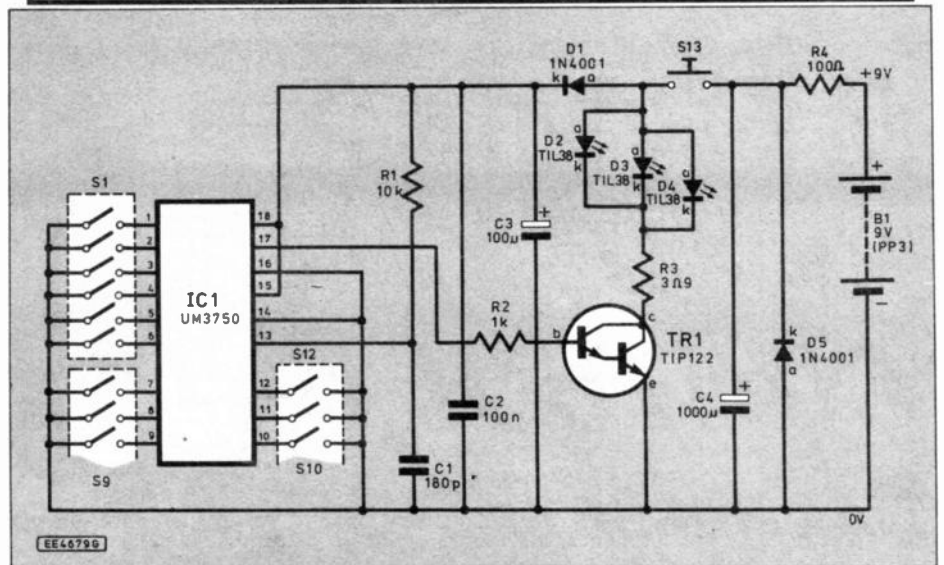 D1
1N4001
k
a
S13
R4
100Ω
+9V
D2
TIL38
a
k
D3
TIL38
a
k
D4
TIL38
a
k
R1
10k
C3
100μ
+
S1
1
2
3
4
5
6
7
8
9
IC1
UM3750
18
17
16
15
14
13
12
11
10
S12
S10
S9
R2
1k
b
c
e
TR1
TIP122
R3
3Ω9
C2
100n
C1
180p
C4
1000μ
+
k
D5
1N4001
a
+
B1
9V
(PP3)
−
0V
EE4679G